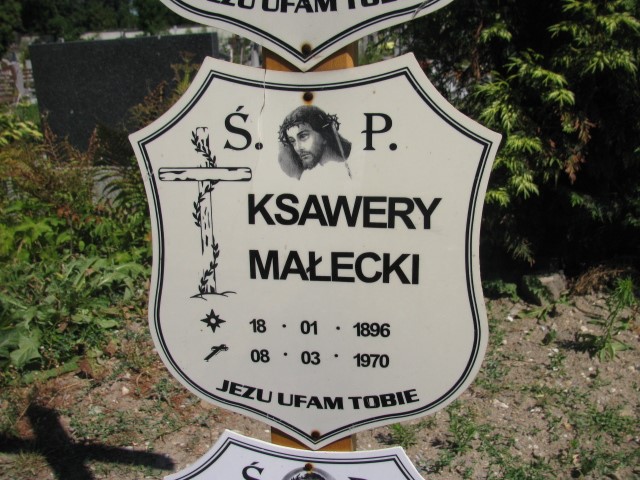 JEZU UFAM TOBIE
Ś. P.
KSAWERY
MAŁECKI
18 · 01 · 1896
08 · 03 · 1970
JEZU UFAM TOBIE
Ś. P.